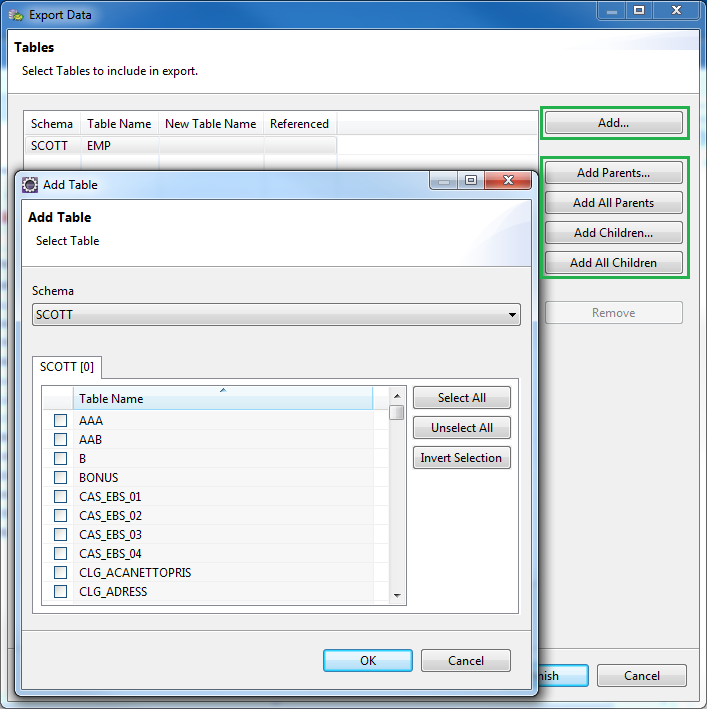 Export Data
Tables
Select Tables to include in export.
Schema Table Name New Table Name Referenced
SCOTT EMP
Add...
Add Parents...
Add All Parents
Add Children...
Add All Children
Remove
Add Table
Add Table
Select Table
Schema
SCOTT
SCOTT [0]
Table Name
AAA
AAB
B
BONUS
CAS_EBS_01
CAS_EBS_02
CAS_EBS_03
CAS_EBS_04
CLG_ACANETTOPRIS
CLG_ADRESS
Select All
Unselect All
Invert Selection
OK Cancel
Cancel